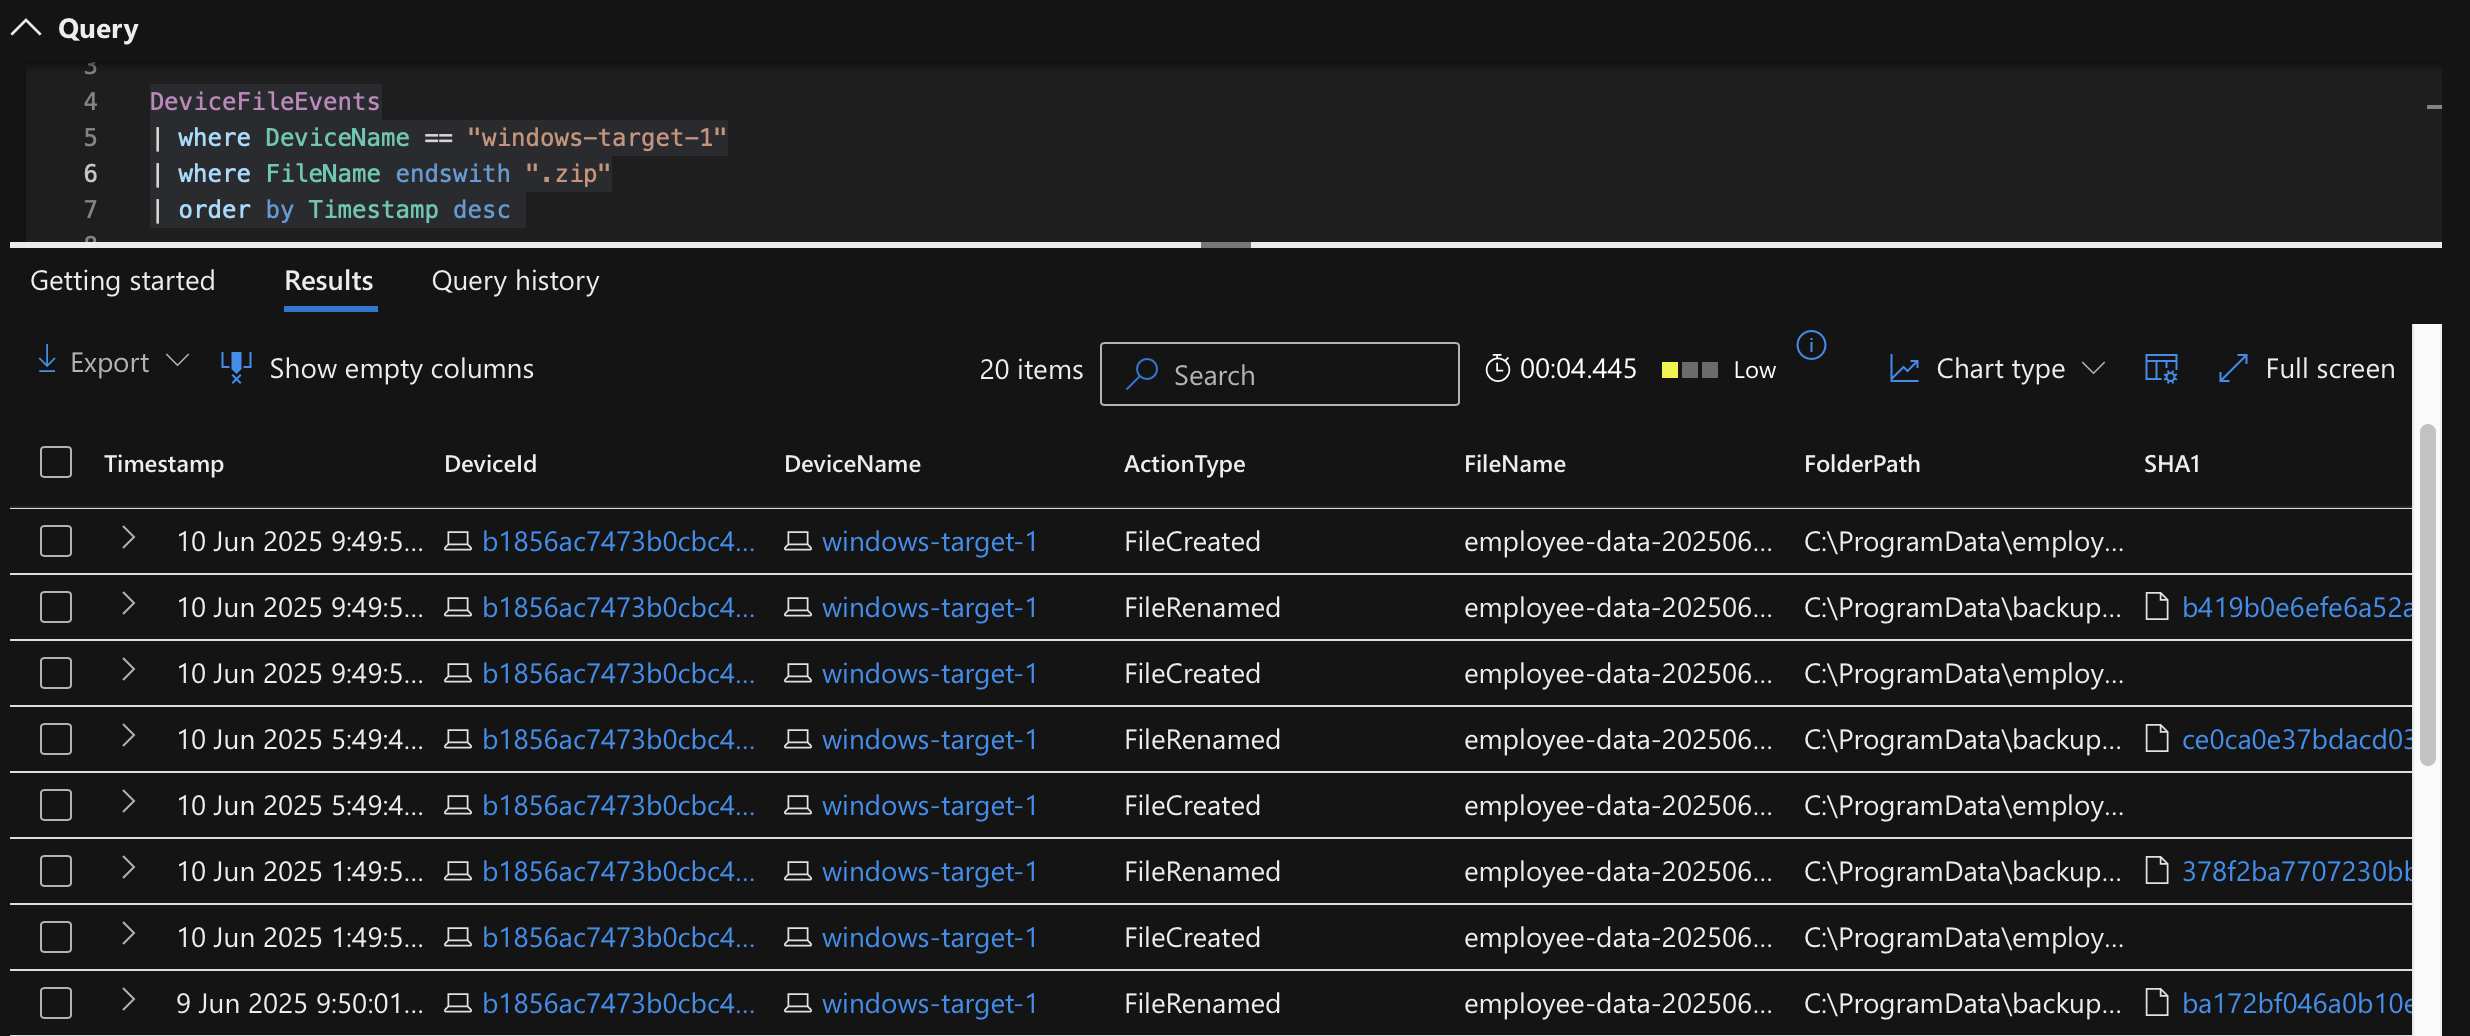 Query
3
4 DeviceFileEvents
5 | where DeviceName == "windows-target-1"
6 | where FileName endswith ".zip"
7 | order by Timestamp desc
8
Getting started Results Query history
Export Show empty columns 20 items Search 00:04.445 Low Chart type Full screen
Timestamp DeviceId DeviceName ActionType FileName FolderPath SHA1
10 Jun 2025 9:49:5... b1856ac7473b0cbc4... windows-target-1 FileCreated employee-data-202506... C:\ProgramData\employ...
10 Jun 2025 9:49:5... b1856ac7473b0cbc4... windows-target-1 FileRenamed employee-data-202506... C:\ProgramData\backup... b419b0e6efe6a52a
10 Jun 2025 9:49:5... b1856ac7473b0cbc4... windows-target-1 FileCreated employee-data-202506... C:\ProgramData\employ...
10 Jun 2025 5:49:4... b1856ac7473b0cbc4... windows-target-1 FileRenamed employee-data-202506... C:\ProgramData\backup... ce0ca0e37bdacd03
10 Jun 2025 5:49:4... b1856ac7473b0cbc4... windows-target-1 FileCreated employee-data-202506... C:\ProgramData\employ...
10 Jun 2025 1:49:5... b1856ac7473b0cbc4... windows-target-1 FileRenamed employee-data-202506... C:\ProgramData\backup... 378f2ba7707230bb
10 Jun 2025 1:49:5... b1856ac7473b0cbc4... windows-target-1 FileCreated employee-data-202506... C:\ProgramData\employ...
9 Jun 2025 9:50:01... b1856ac7473b0cbc4... windows-target-1 FileRenamed employee-data-202506... C:\ProgramData\backup... ba172bf046a0b10e